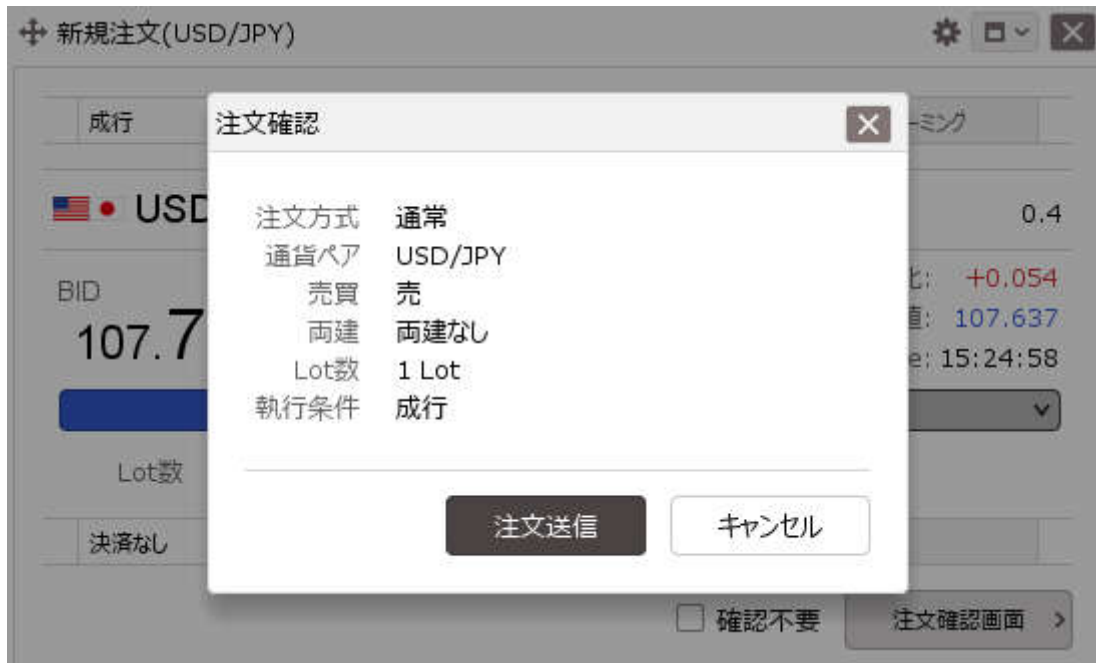 新規注文(USD/JPY)
成行
注文確認
ーミング
USD
0.4
注文方式 通常
通貨ペア USD/JPY
売買 売
両建 両建なし
Lot数 1 Lot
執行条件 成行
BID
107.7
比: +0.054
値: 107.637
e: 15:24:58
Lot数
注文送信 キャンセル
決済なし
確認不要
注文確認画面 >